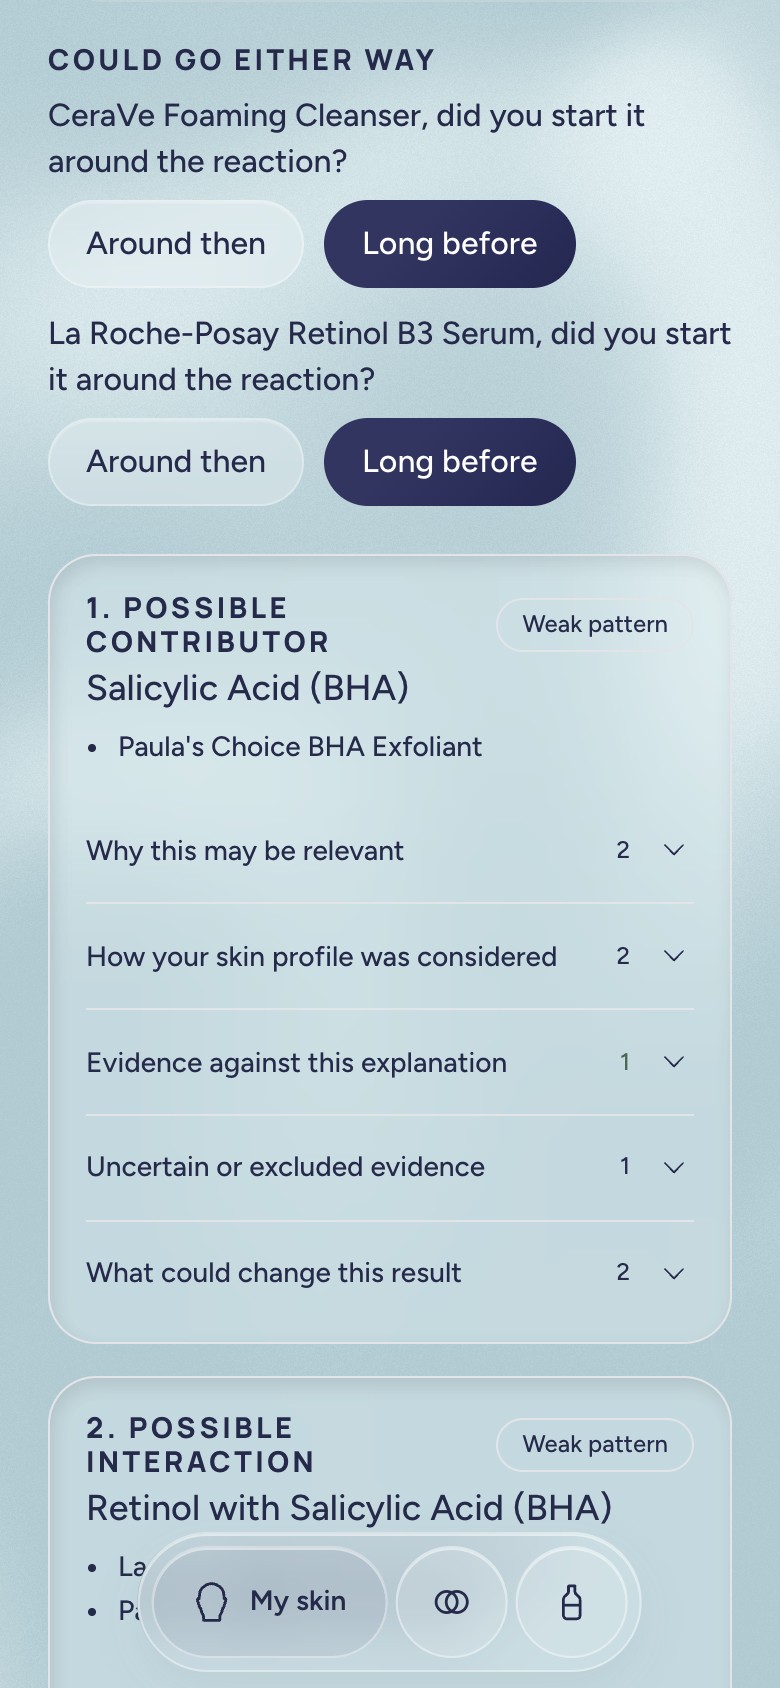 COULD GO EITHER WAY
CeraVe Foaming Cleanser, did you start it
around the reaction?
Around then
Long before
La Roche-Posay Retinol B3 Serum, did you start
it around the reaction?
Around then
Long before
1. POSSIBLE
CONTRIBUTOR
Weak pattern
Salicylic Acid (BHA)
• Paula's Choice BHA Exfoliant
Why this may be relevant 2
How your skin profile was considered 2
Evidence against this explanation 1
Uncertain or excluded evidence 1
What could change this result 2
2. POSSIBLE
INTERACTION
Weak pattern
Retinol with Salicylic Acid (BHA)
• La
My skin